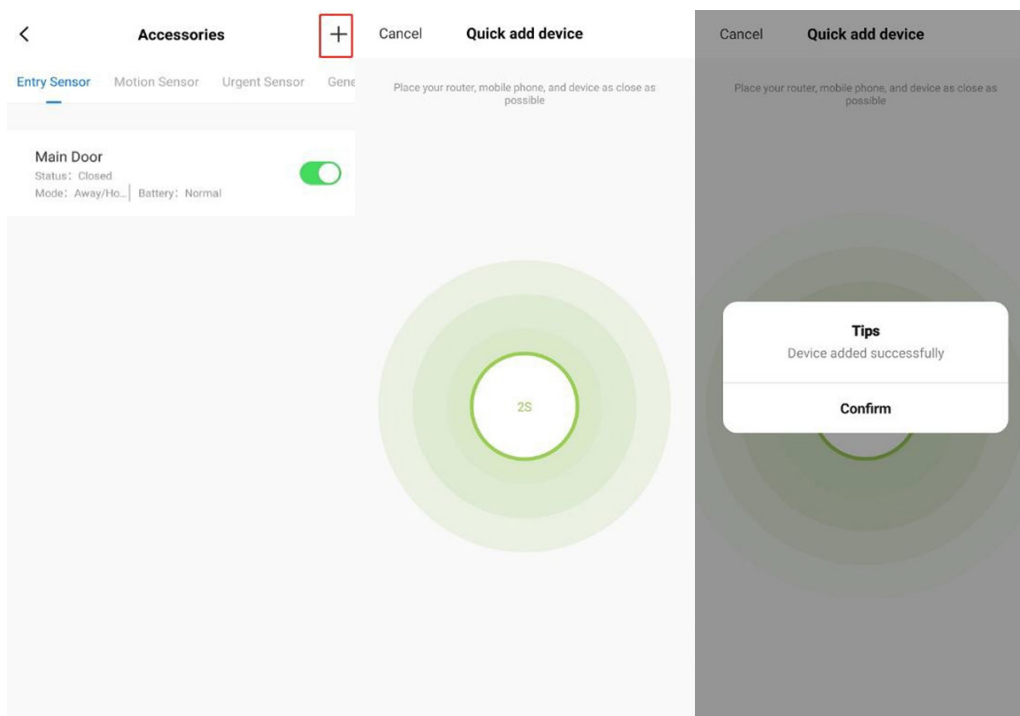 Accessories
Entry Sensor Motion Sensor Urgent Sensor Gene
Main Door
Status: Closed
Mode: Away/Ho... Battery: Normal
Cancel Quick add device
Place your router, mobile phone, and device as close as
possible
2S
Cancel Quick add device
Place your router, mobile phone, and device as close as
possible
Tips
Device added successfully
Confirm